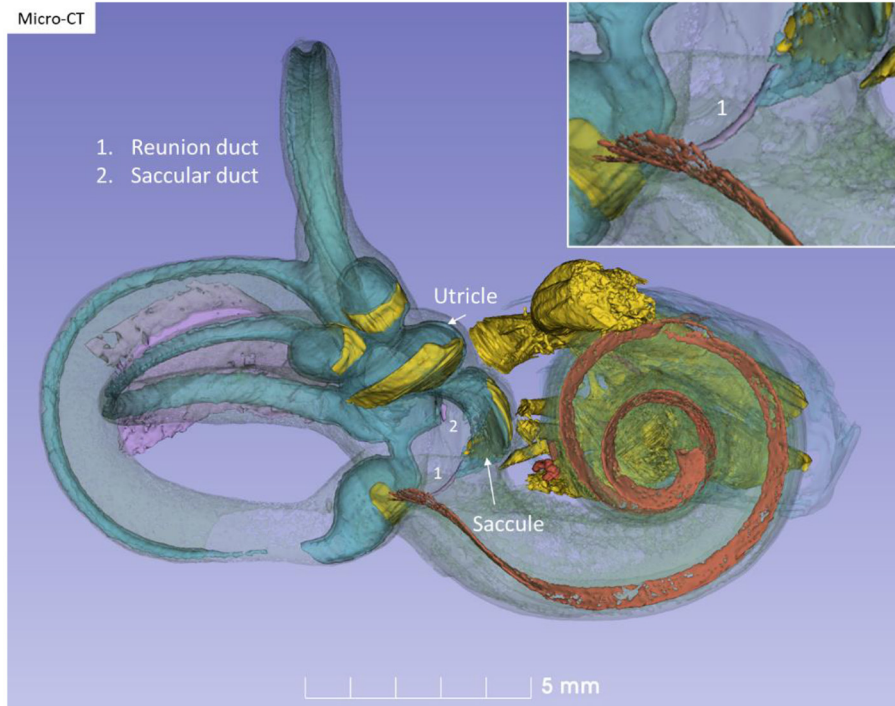 Micro-CT
1
1. Reunion duct
2. Saccular duct
Utricle
2
1
Saccule
5 mm